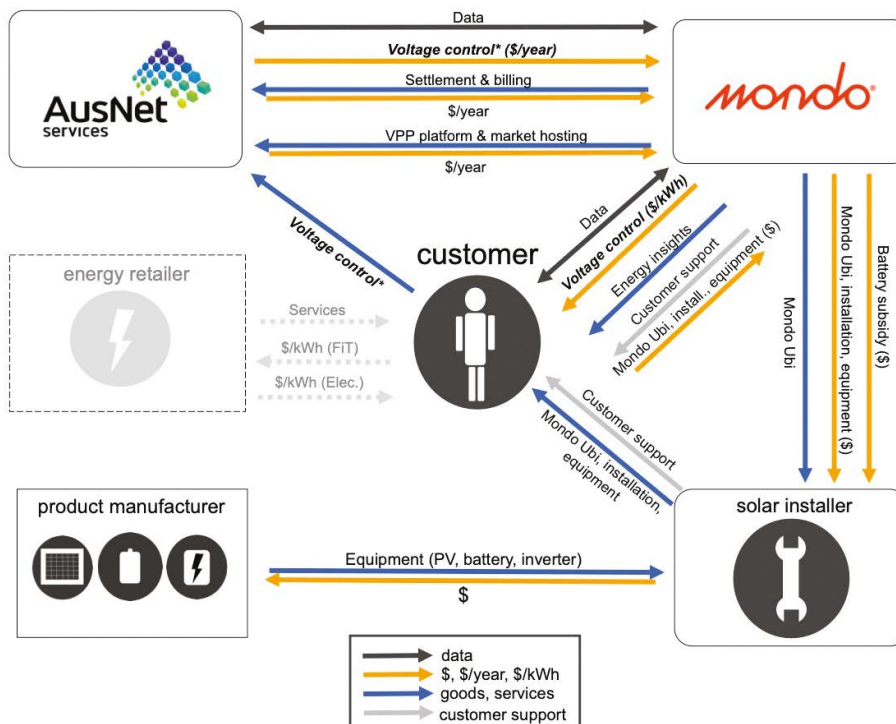 Data
Voltage control* ($/year)
Settlement & billing
$/year
VPP platform & market hosting
$/year
AusNet
services
mondo
Data
Voltage control ($/kWh)
Energy insights
Customer support
Mondo Ubi, install., equipment ($)
Voltage control*
customer
Mondo Ubi
Mondo Ubi, installation, equipment ($)
Battery subsidy ($)
energy retailer
Services
$/kWh (FiT)
$/kWh (Elec.)
Customer support
Mondo Ubi, installation,
equipment
product manufacturer
solar installer
Equipment (PV, battery, inverter)
$
data
$, $/year, $/kWh
goods, services
customer support